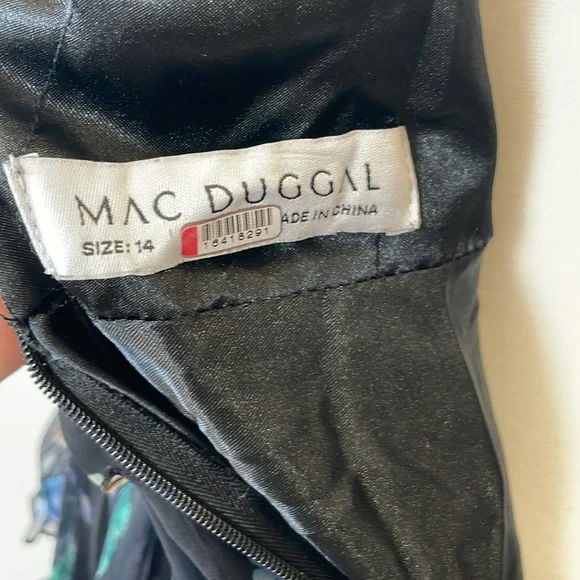 MAC DUGGAL
SIZE: 14 ADE IN CHINA
16416291